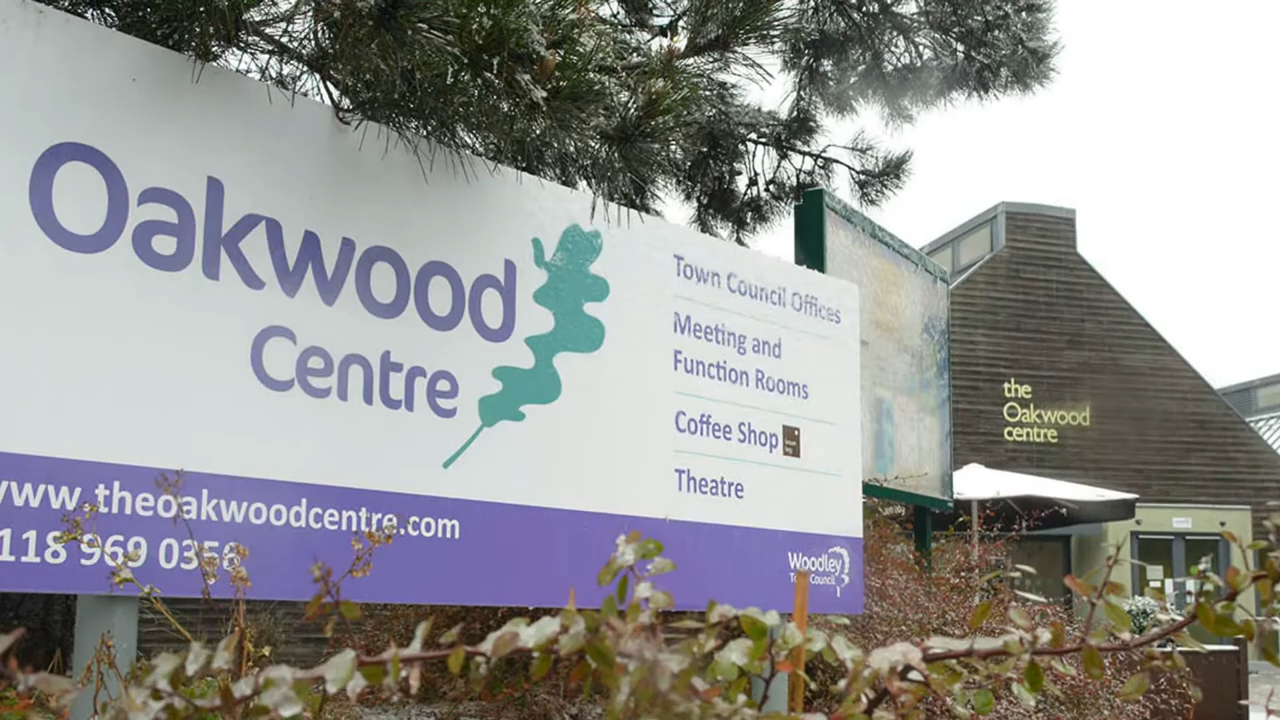 Oakwood
Centre
Town Council Offices
Meeting and
Function Rooms
Coffee Shop
Theatre
www.theoakwoodcentre.com
118 969 0356
Woodley
Town Council
the
Oakwood
centre